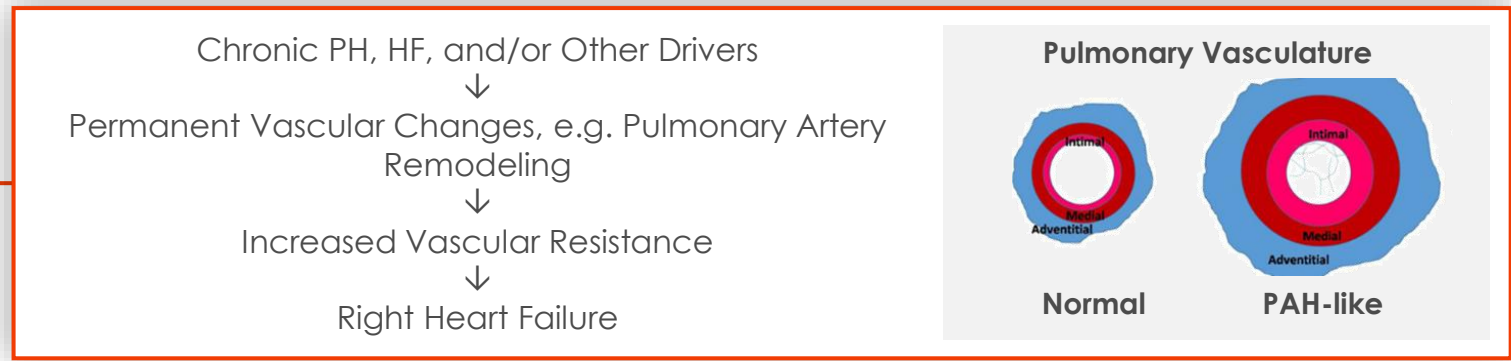 Chronic PH, HF, and/or Other Drivers
↓
Permanent Vascular Changes, e.g. Pulmonary Artery
Remodeling
↓
Increased Vascular Resistance
↓
Right Heart Failure
Pulmonary Vasculature
Intimal
Medial
Adventitial
Normal
Intimal
Medial
Adventitial
PAH-like